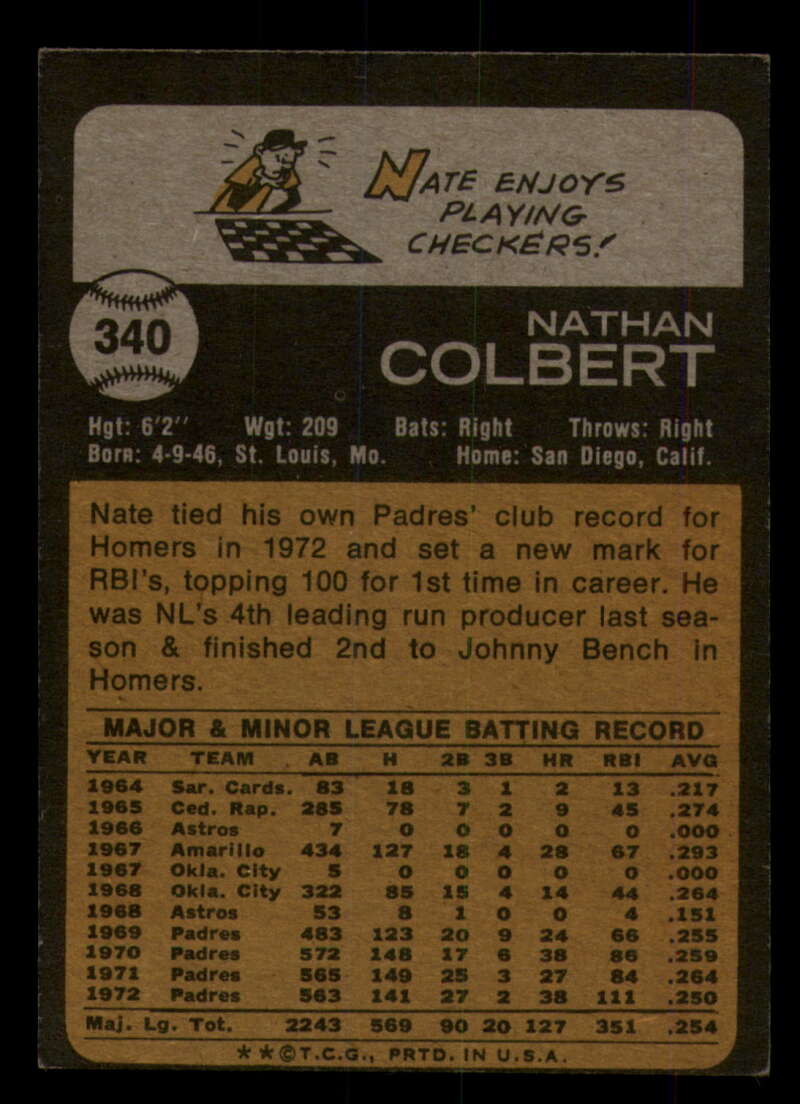 NATE ENJOYS
PLAYING
CHECKERS!
340
NATHAN
COLBERT
Hgt: 6'2" Wgt: 209 Bats: Right Throws: Right
Born: 4-9-46, St. Louis, Mo. Home: San Diego, Calif.
Nate tied his own Padres' club record for
Homers in 1972 and set a new mark for
RBI's, topping 100 for 1st time in career. He
was NL's 4th leading run producer last sea-
son & finished 2nd to Johnny Bench in
Homers.
MAJOR & MINOR LEAGUE BATTING RECORD
YEAR TEAM AB H 2B 3B HR RBI AVG
1964 Sar. Cards. 83 18 3 1 2 13 .217
1965 Ced. Rap. 285 78 7 2 9 45 .274
1966 Astros 7 0 0 0 0 0 .000
1967 Amarillo 434 127 18 4 28 67 .293
1967 Okla. City 5 0 0 0 0 0 .000
1968 Okla. City 322 85 15 4 14 44 .264
1968 Astros 53 8 1 0 0 4 .151
1969 Padres 483 123 20 9 24 66 .255
1970 Padres 572 148 17 6 38 86 .259
1971 Padres 565 149 25 3 27 84 .264
1972 Padres 563 141 27 2 38 111 .250
Maj. Lg. Tot. 2243 569 90 20 127 351 .254
**©T.C.G., PRTD. IN U.S.A.